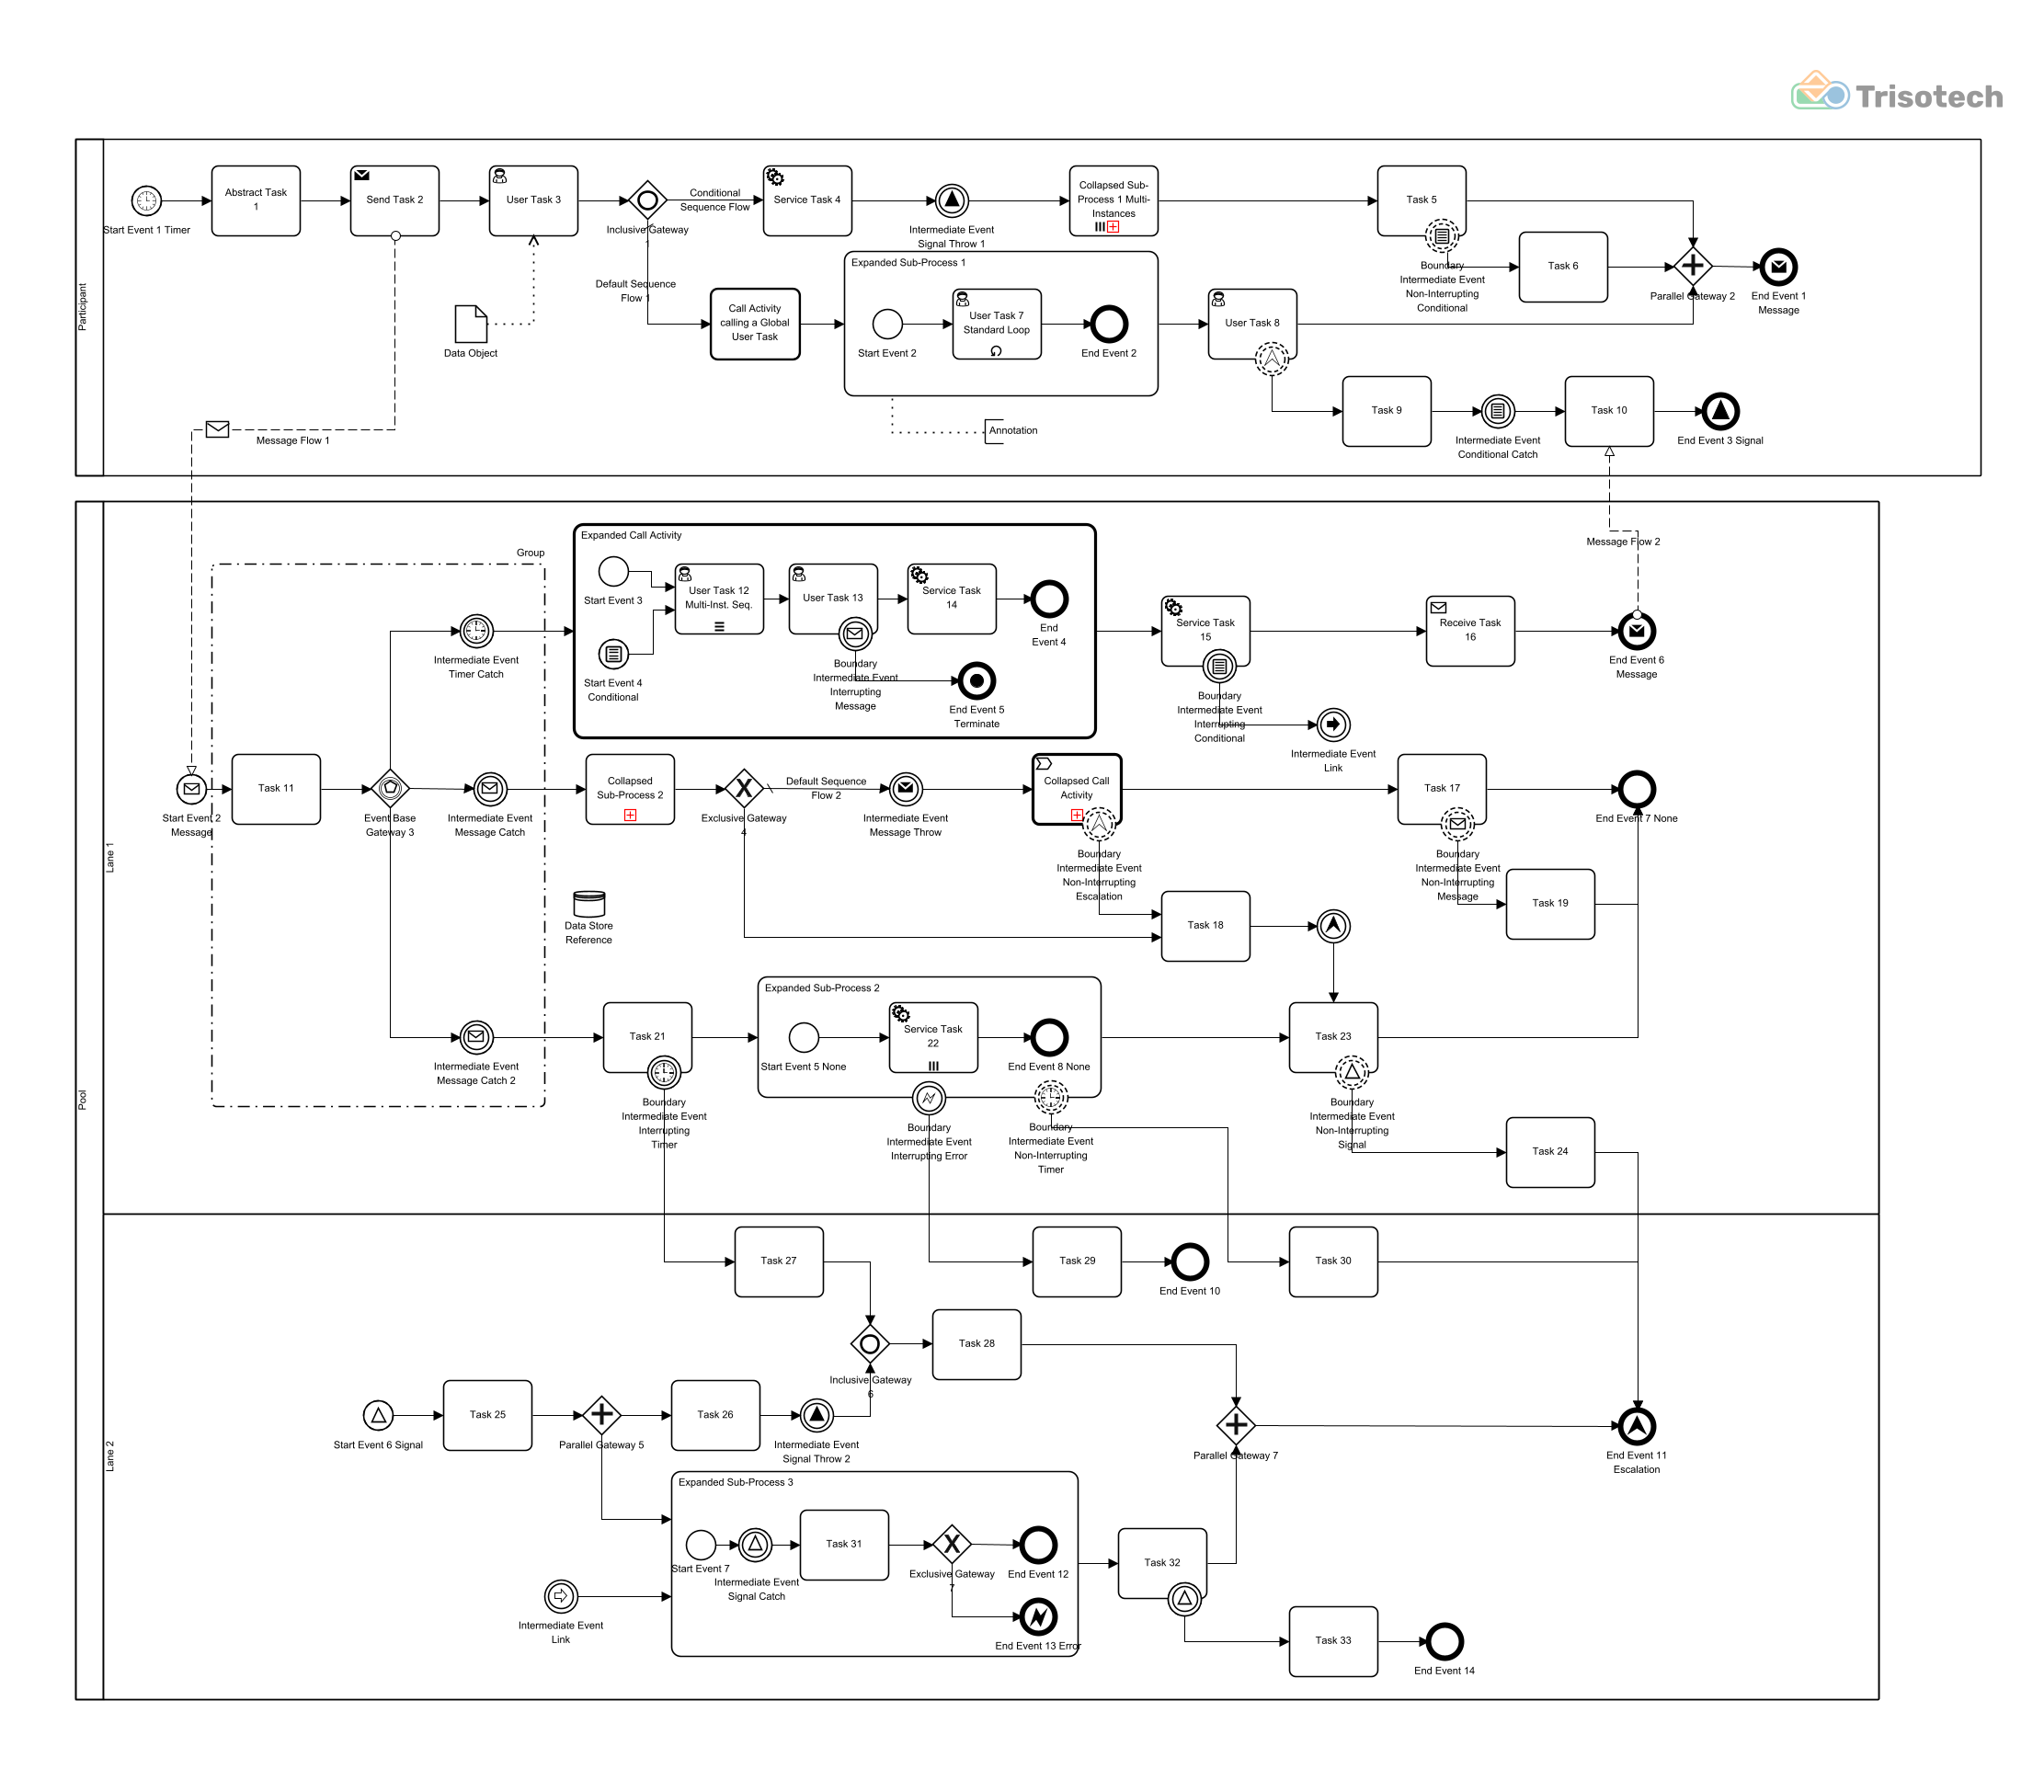 Trisotech
Participant
Start Event 1 Timer
Abstract Task
1
Send Task 2
User Task 3
Inclusive Gateway
1
Conditional
Sequence Flow
Service Task 4
Intermediate Event
Signal Throw 1
Collapsed Sub-
Process 1 Multi-
Instances
Task 5
Boundary
Intermediate Event
Non-Interrupting
Conditional
Task 6
Parallel Gateway 2
End Event 1
Message
Data Object
Default Sequence
Flow 1
Call Activity
calling a Global
User Task
Expanded Sub-Process 1
Start Event 2
User Task 7
Standard Loop
End Event 2
User Task 8
Task 9
Intermediate Event
Conditional Catch
Task 10
End Event 3 Signal
Message Flow 1
Annotation
Pool
Lane 1
Message Flow 2
Group
Expanded Call Activity
Start Event 3
Start Event 4
Conditional
User Task 12
Multi-Inst. Seq.
User Task 13
Boundary
Intermediate Event
Interrupting
Message
Service Task
14
End
Event 4
End Event 5
Terminate
Intermediate Event
Timer Catch
Service Task
15
Boundary
Intermediate Event
Interrupting
Conditional
Receive Task
16
End Event 6
Message
Intermediate Event
Link
Start Event 2
Message
Task 11
Event Base
Gateway 3
Intermediate Event
Message Catch
Collapsed
Sub-Process 2
Exclusive Gateway
4
Default Sequence
Flow 2
Intermediate Event
Message Throw
Collapsed Call
Activity
Boundary
Intermediate Event
Non-Interrupting
Escalation
Task 17
Boundary
Intermediate Event
Non-Interrupting
Message
End Event 7 None
Data Store
Reference
Task 18
Task 19
Intermediate Event
Message Catch 2
Task 21
Boundary
Intermediate Event
Interrupting
Timer
Expanded Sub-Process 2
Start Event 5 None
Service Task
22
End Event 8 None
Boundary
Intermediate Event
Interrupting Error
Boundary
Intermediate Event
Non-Interrupting
Timer
Task 23
Boundary
Intermediate Event
Non-Interrupting
Signal
Task 24
Lane 2
Task 27
Task 29
End Event 10
Task 30
Inclusive Gateway
6
Task 28
Start Event 6 Signal
Task 25
Parallel Gateway 5
Task 26
Intermediate Event
Signal Throw 2
Parallel Gateway 7
End Event 11
Escalation
Expanded Sub-Process 3
Start Event 7
Intermediate Event
Signal Catch
Task 31
Exclusive Gateway
7
End Event 12
End Event 13 Error
Intermediate Event
Link
Task 32
Task 33
End Event 14